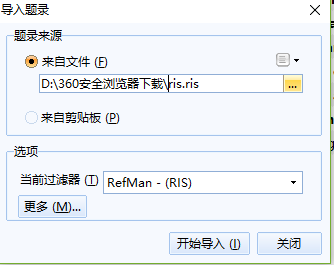 导入题录
题录来源
来自文件 (F)
D:\360安全浏览器下载\ris.ris
...
来自剪贴板 (P)
选项
当前过滤器 (T) RefMan - (RIS)
更多 (M)...
开始导入 (I) 关闭